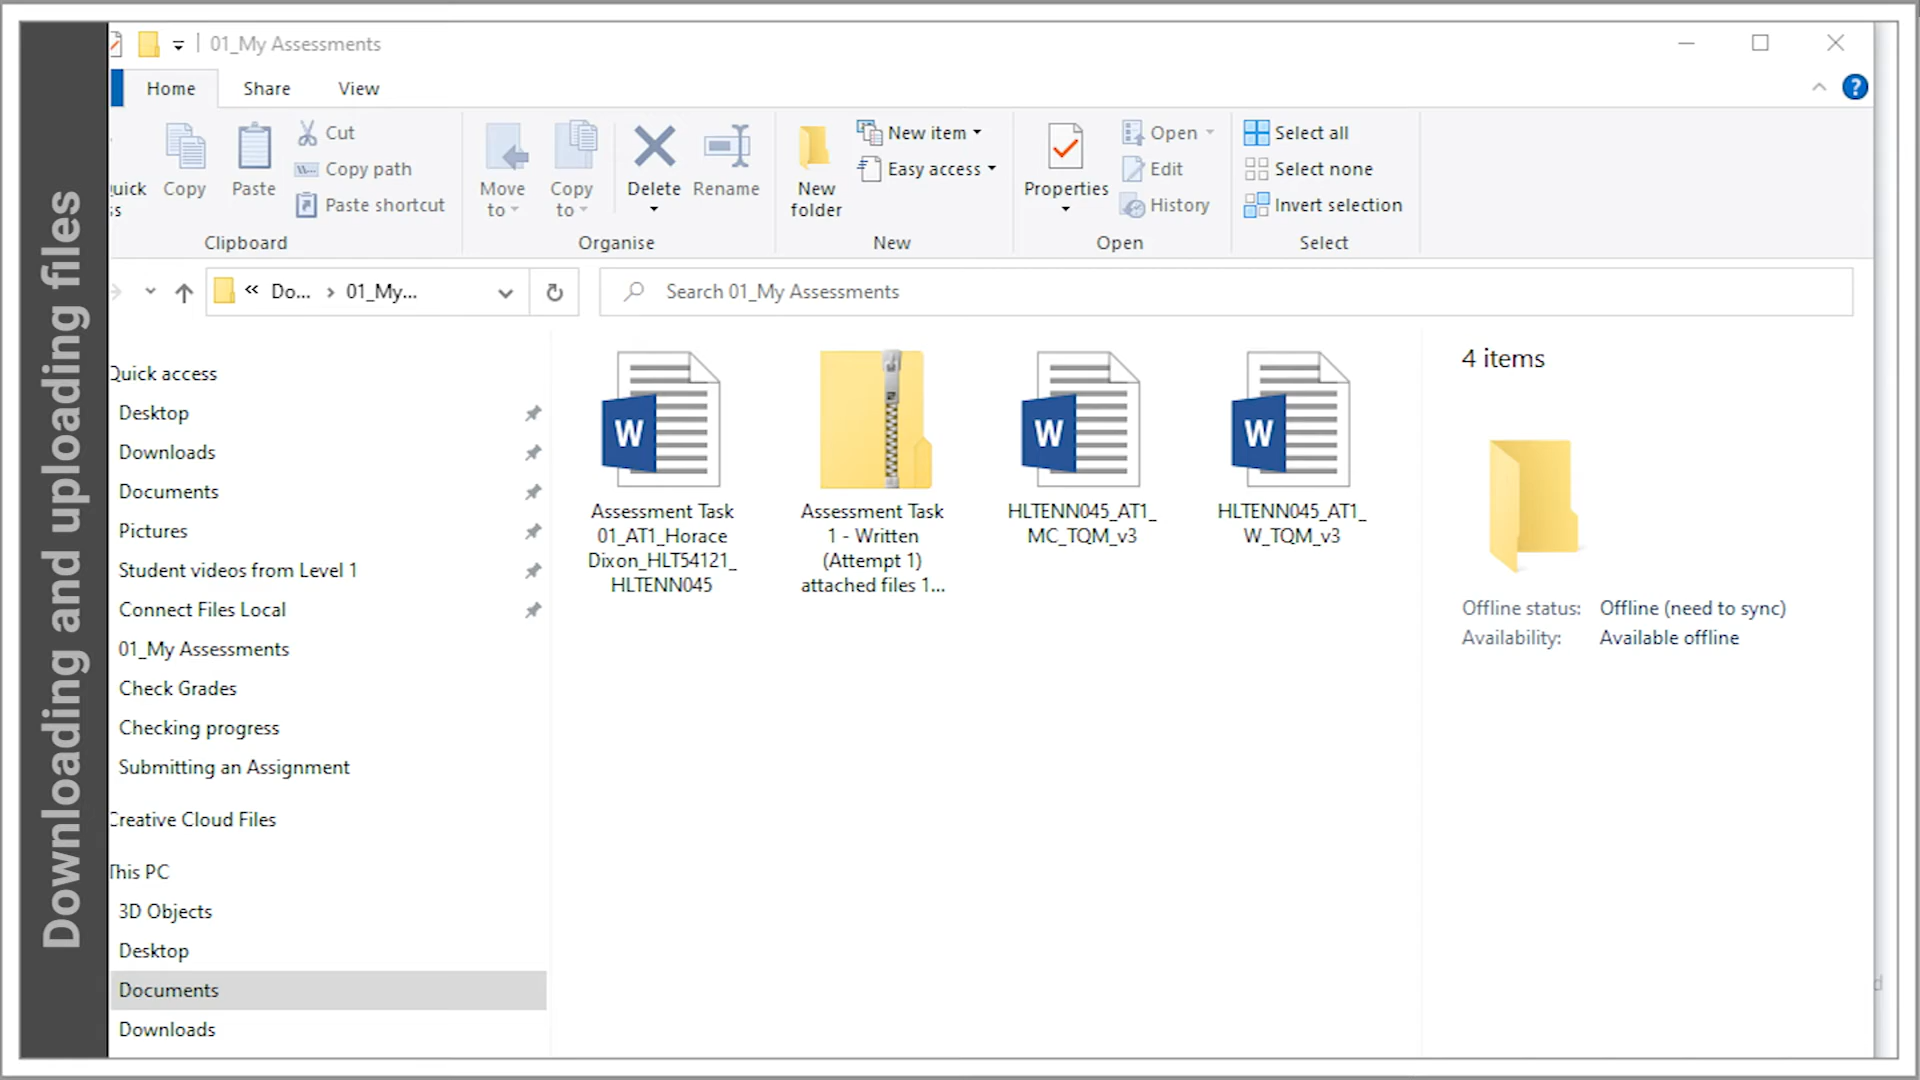 Downloading and uploading files
01_My Assessments
Home
Share
View
Copy
Paste
Cut
Copy path
Paste shortcut
Clipboard
Move
to
Copy
to
Delete
Rename
Organise
New
folder
New item
Easy access
New
Properties
Open
Edit
History
Open
Select all
Select none
Invert selection
Select
« Do... › 01_My...
Search 01_My Assessments
Quick access
Desktop
Downloads
Documents
Pictures
Student videos from Level 1
Connect Files Local
01_My Assessments
Check Grades
Checking progress
Submitting an Assignment
Creative Cloud Files
This PC
3D Objects
Desktop
Documents
Downloads
W
Assessment Task
01_AT1_Horace
Dixon_HLT54121_
HLTENN045
Assessment Task
1 - Written
(Attempt 1)
attached files 1...
W
HLTENN045_AT1_
MC_TQM_v3
W
HLTENN045_AT1_
W_TQM_v3
4 items
Offline status: Offline (need to sync)
Availability: Available offline